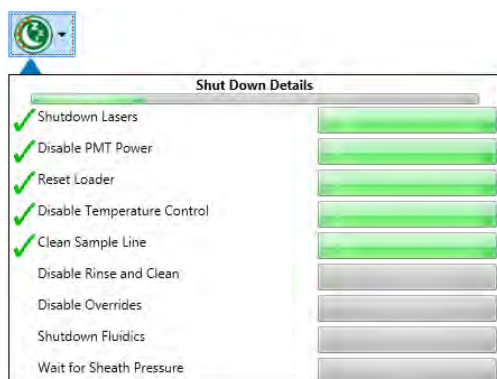 Shut Down Details
Shutdown Lasers
Disable PMT Power
Reset Loader
Disable Temperature Control
Clean Sample Line
Disable Rinse and Clean
Disable Overrides
Shutdown Fluidics
Wait for Sheath Pressure